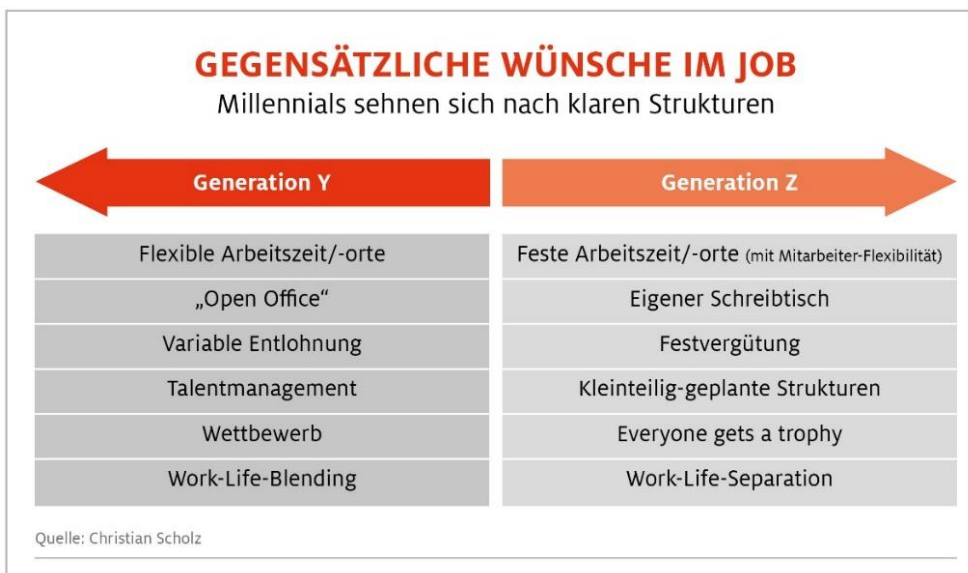 GEGENSÄTZLICHE WÜNSCHE IM JOB
Millennials sehnen sich nach klaren Strukturen
Generation Y Generation Z
Flexible Arbeitszeit/-orte Feste Arbeitszeit/-orte (mit Mitarbeiter-Flexibilität)
„Open Office“ Eigener Schreibtisch
Variable Entlohnung Festvergütung
Talentmanagement Kleinteilig-geplante Strukturen
Wettbewerb Everyone gets a trophy
Work-Life-Blending Work-Life-Separation
Quelle: Christian Scholz